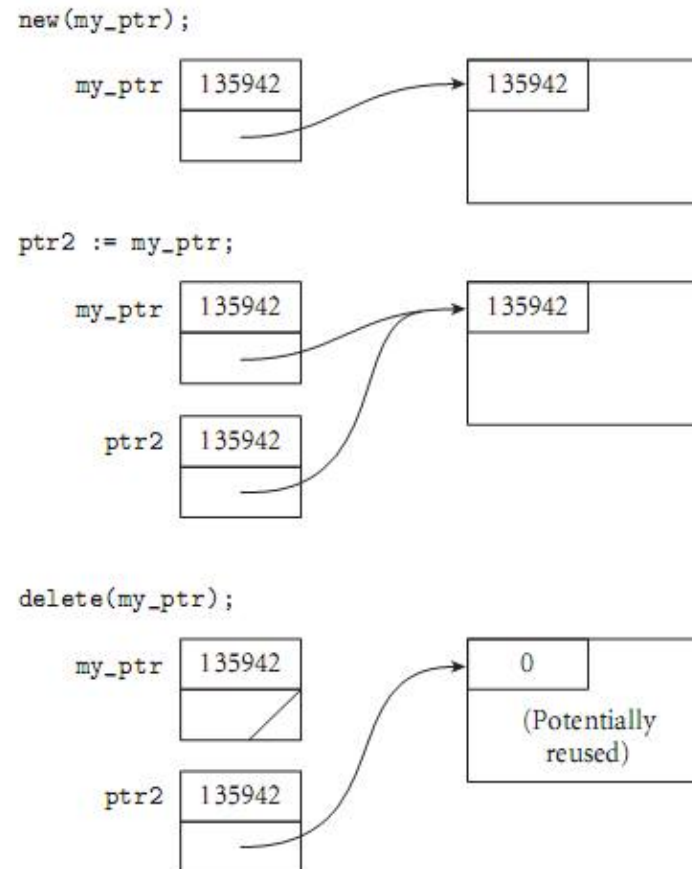 new(my_ptr);
my_ptr 135942 135942
ptr2 := my_ptr;
my_ptr 135942 135942
ptr2 135942
delete(my_ptr);
my_ptr 135942 0
(Potentially
reused)
ptr2 135942